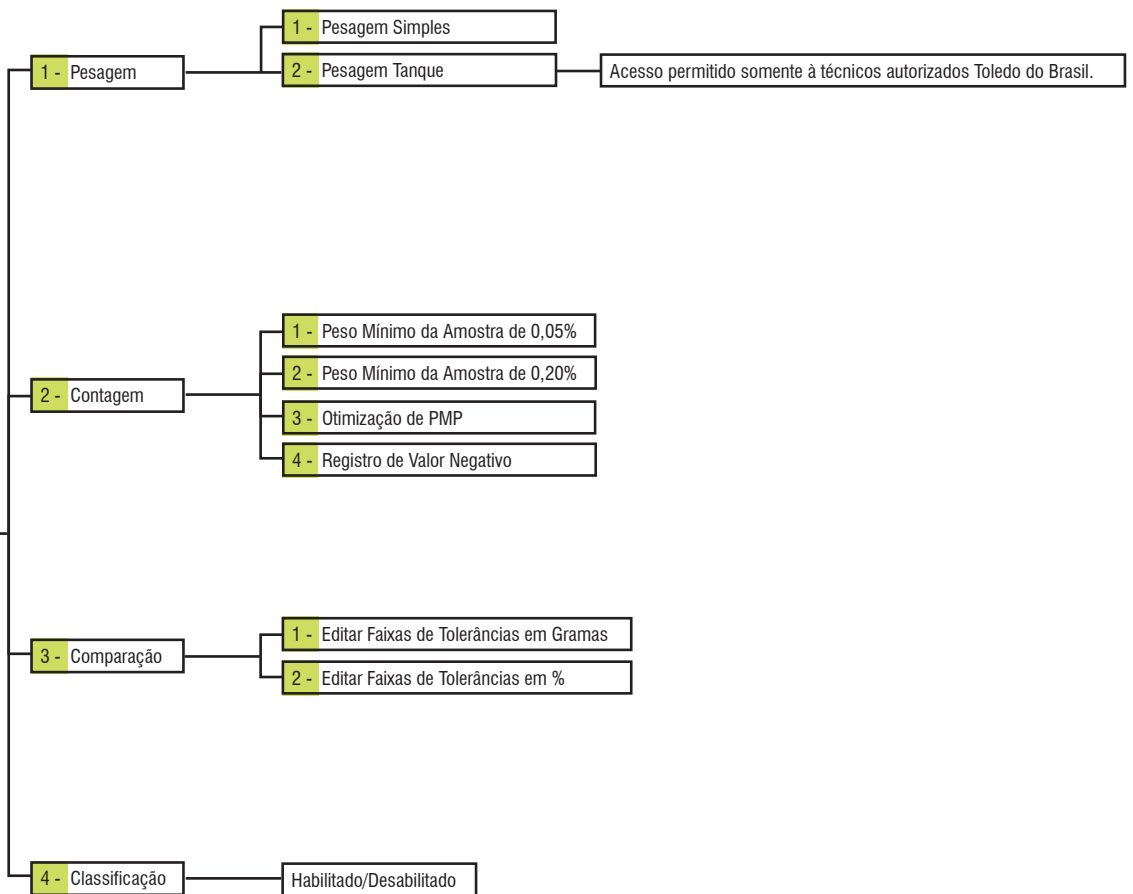 1 - Pesagem Simples
1 - Pesagem
2 - Pesagem Tanque
Acesso permitido somente à técnicos autorizados Toledo do Brasil.
1 - Peso Mínimo da Amostra de 0,05%
2 - Peso Mínimo da Amostra de 0,20%
2 - Contagem
3 - Otimização de PMP
4 - Registro de Valor Negativo
1 - Editar Faixas de Tolerâncias em Gramas
3 - Comparação
2 - Editar Faixas de Tolerâncias em %
4 - Classificação
Habilitado/Desabilitado